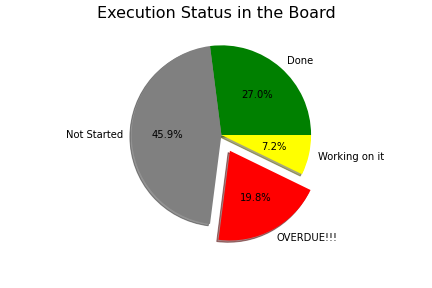 Execution Status in the Board
Done
27.0%
Not Started
45.9%
7.2%
Working on it
19.8%
OVERDUE!!!